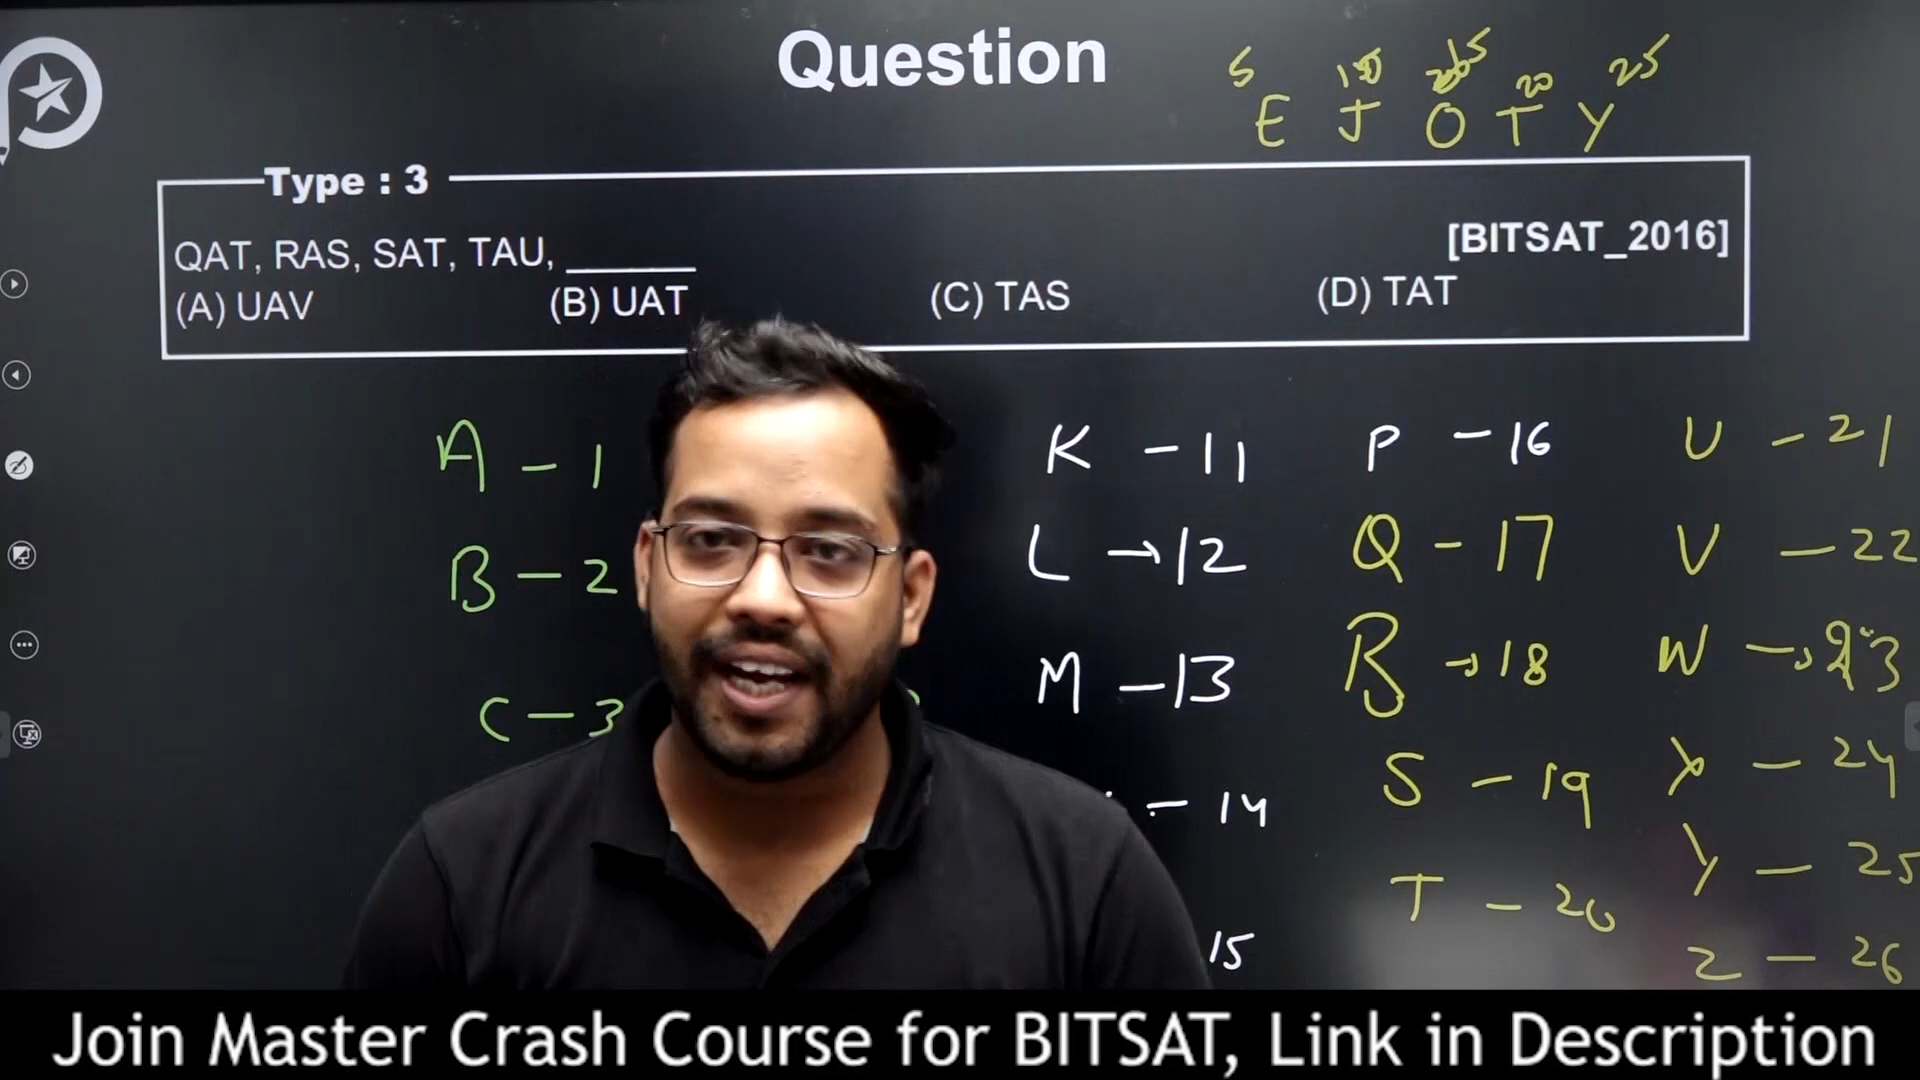 Question
5 10 15 20 25
E J O T Y
Type : 3
QAT, RAS, SAT, TAU, ______ [BITSAT_2016]
(A) UAV (B) UAT (C) TAS (D) TAT
A - 1
B - 2
C - 3
K - 11
L → 12
M - 13
- 14
15
P - 16
Q - 17
R → 18
S - 19
T - 20
U - 21
V - 22
W → 23
X - 24
Y - 25
Z - 26
Join Master Crash Course for BITSAT, Link in Description